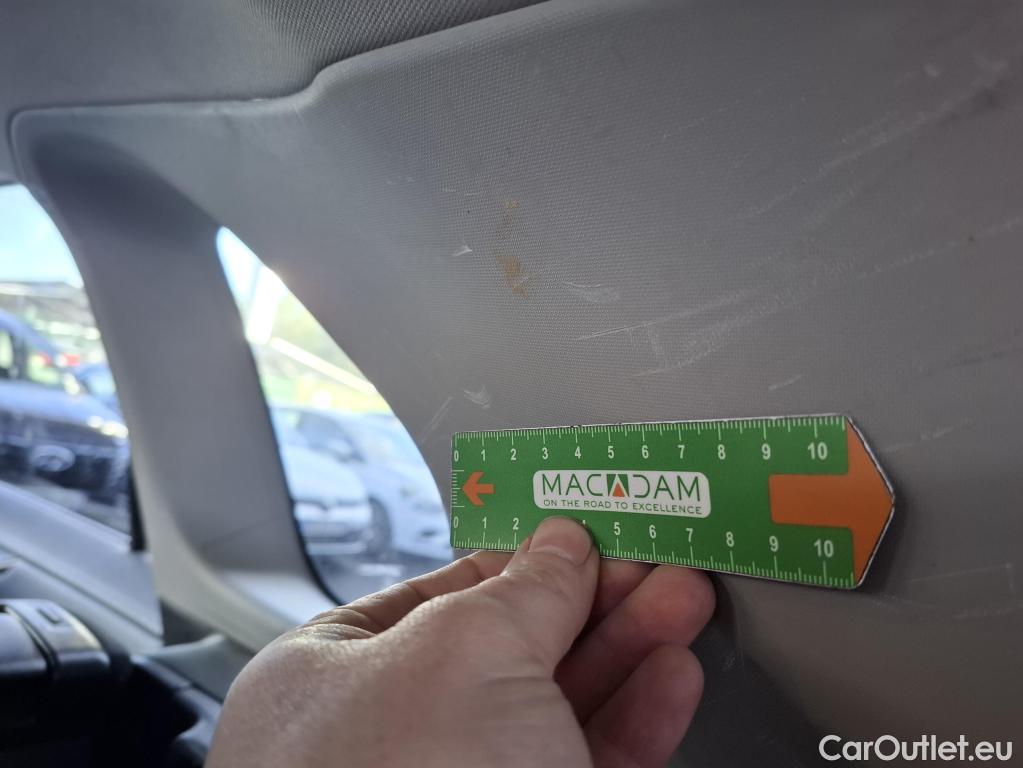 0 1 2 3 4 5 6 7 8 9 10
MACADAM
ON THE ROAD TO EXCELLENCE
0 1 2 4 5 6 7 8 9 10
CarOutlet.eu